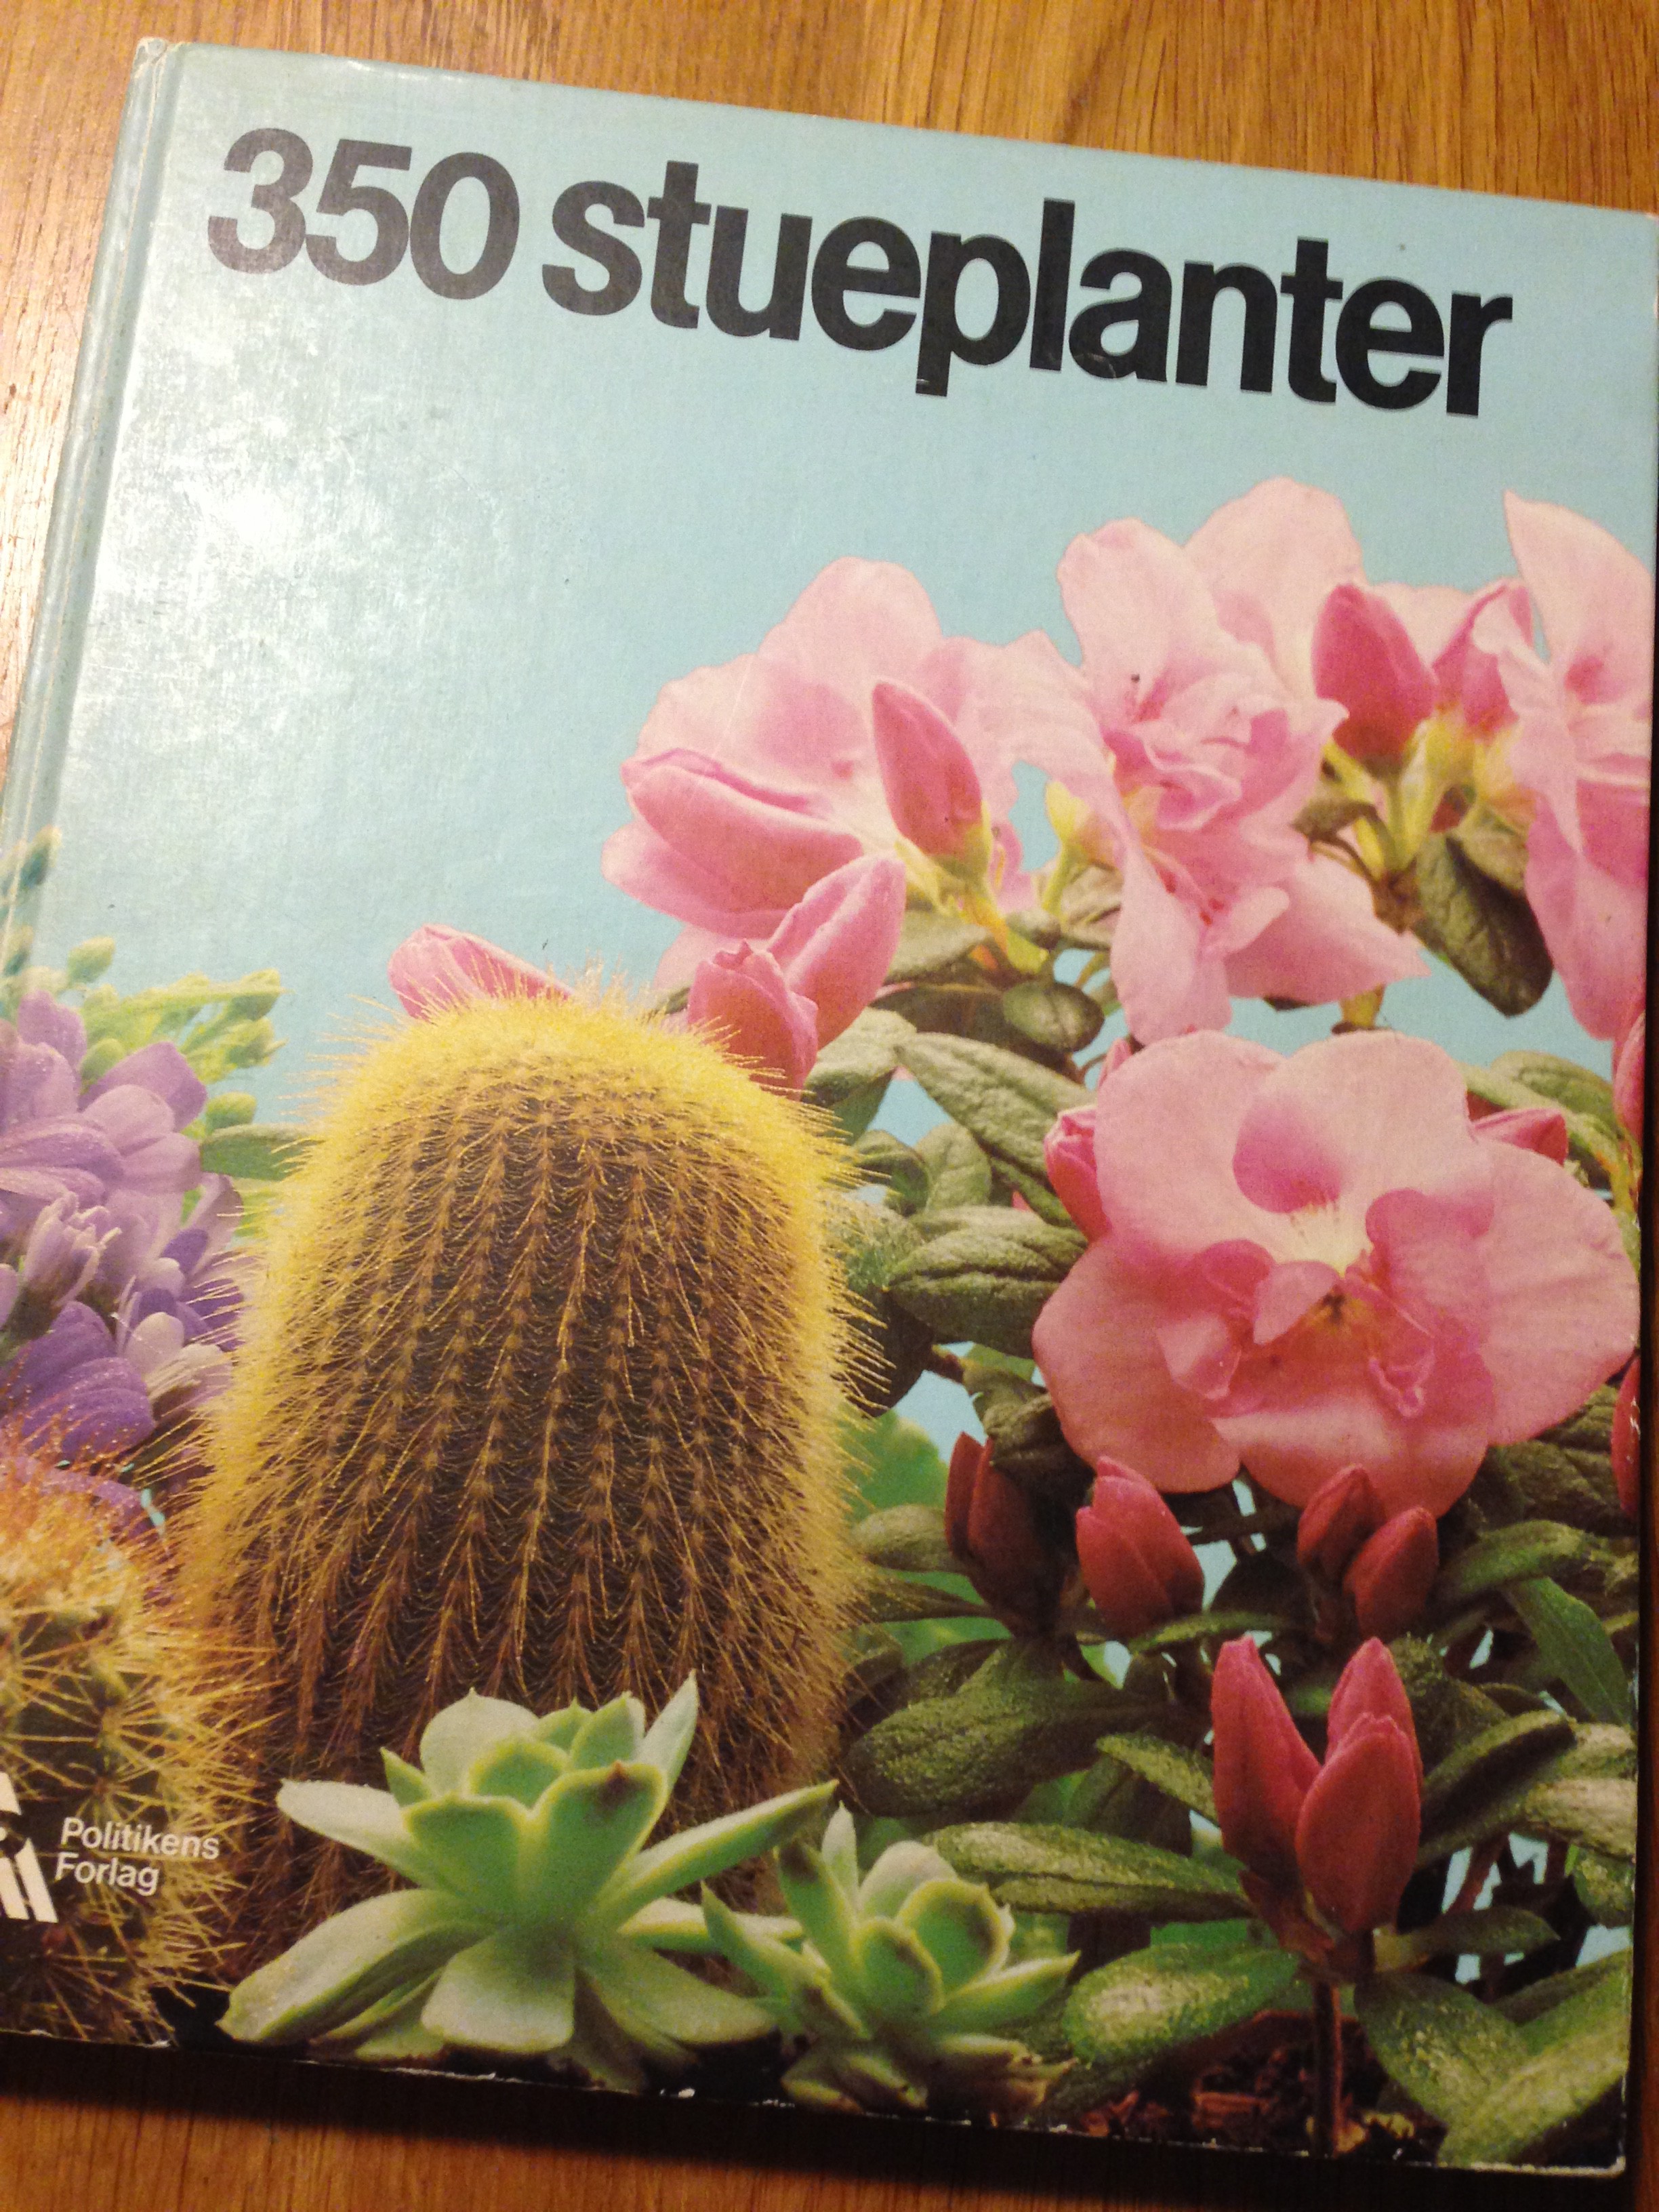 350 stueplanter
Politikens
Forlag